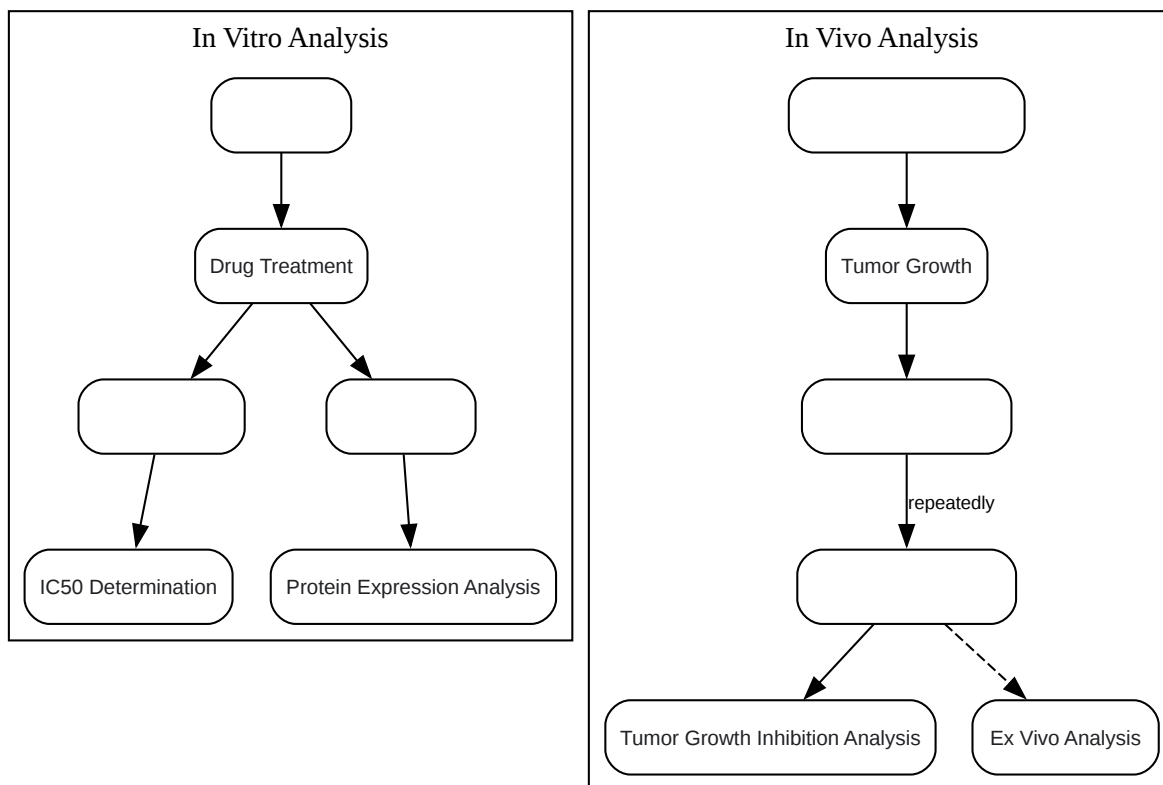 In Vitro Analysis
Drug Treatment
IC50 Determination
Protein Expression Analysis
In Vivo Analysis
Tumor Growth
repeatedly
Tumor Growth Inhibition Analysis
Ex Vivo Analysis